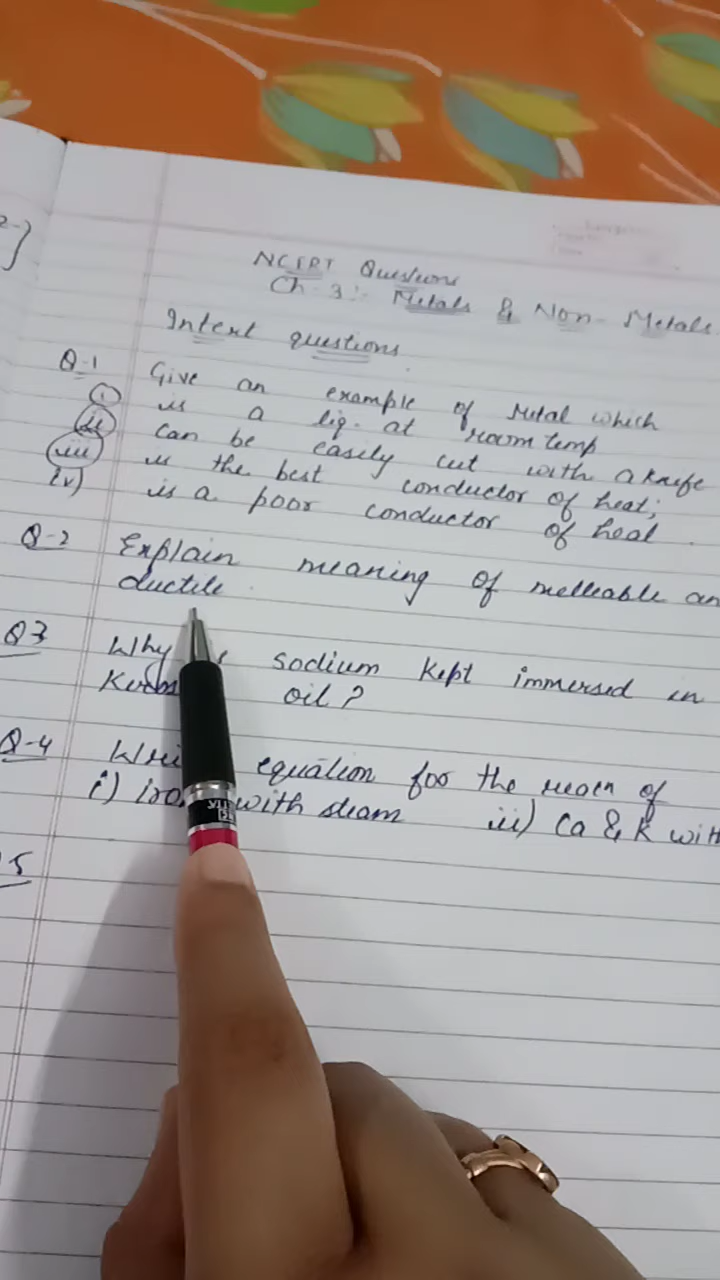 NCERT Questions
Ch-3:- Metals & Non-Metals
Intext questions.
Q-1 Give an example of Metal which
i) is a liq. at room temp
ii) can be easily cut with a knife
iii) is the best conductor of heat;
iv) is a poor conductor of heat.
Q-2 Explain meaning of melleable an
ductile.
Q3 Why sodium kept immersed in
oil?
Q-4 equation for the reacn of
i) with steam iii) Ca & K with
5